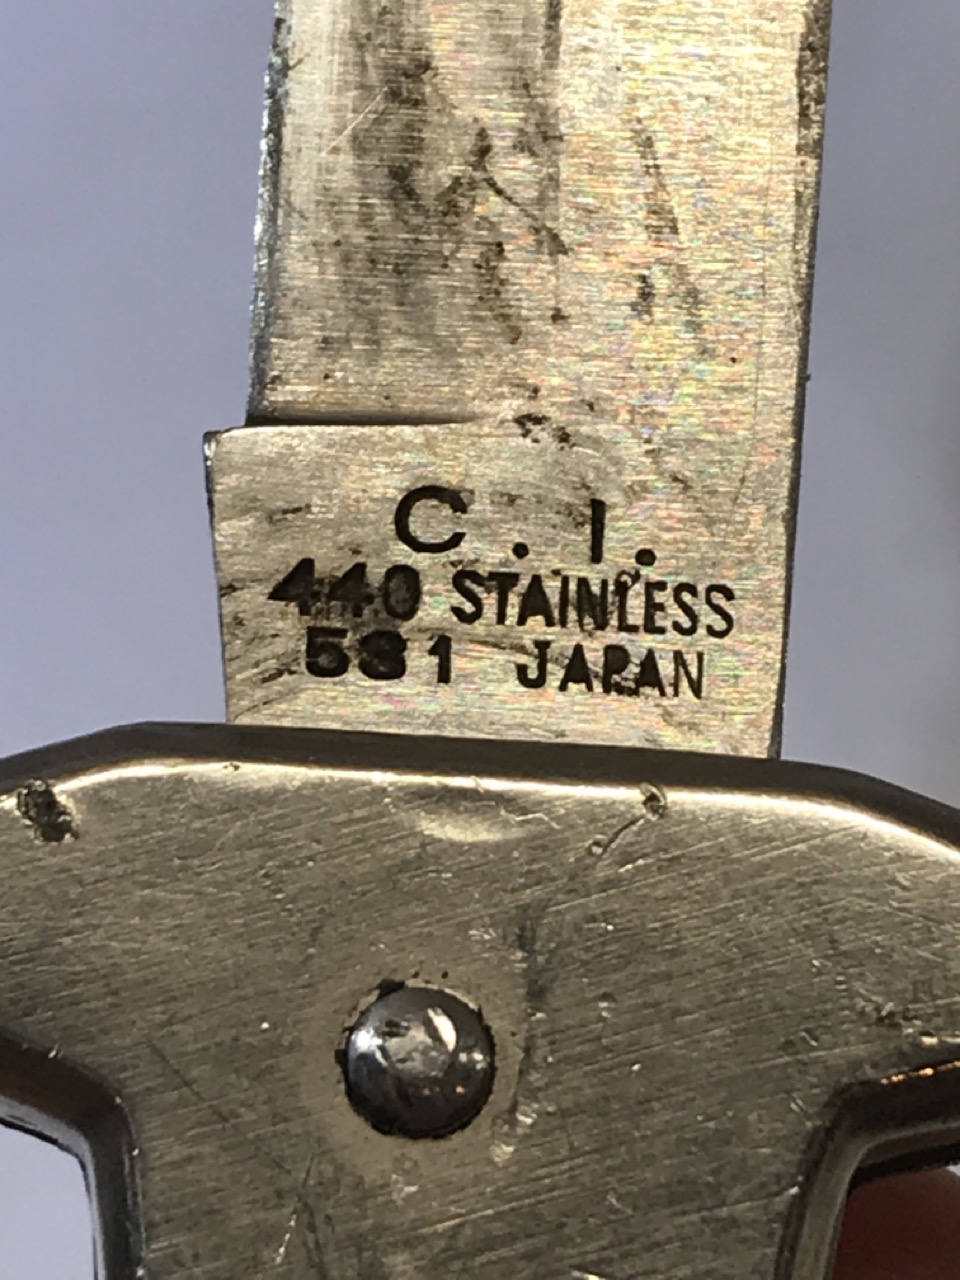 C. I.
440 STAINLESS
581 JAPAN